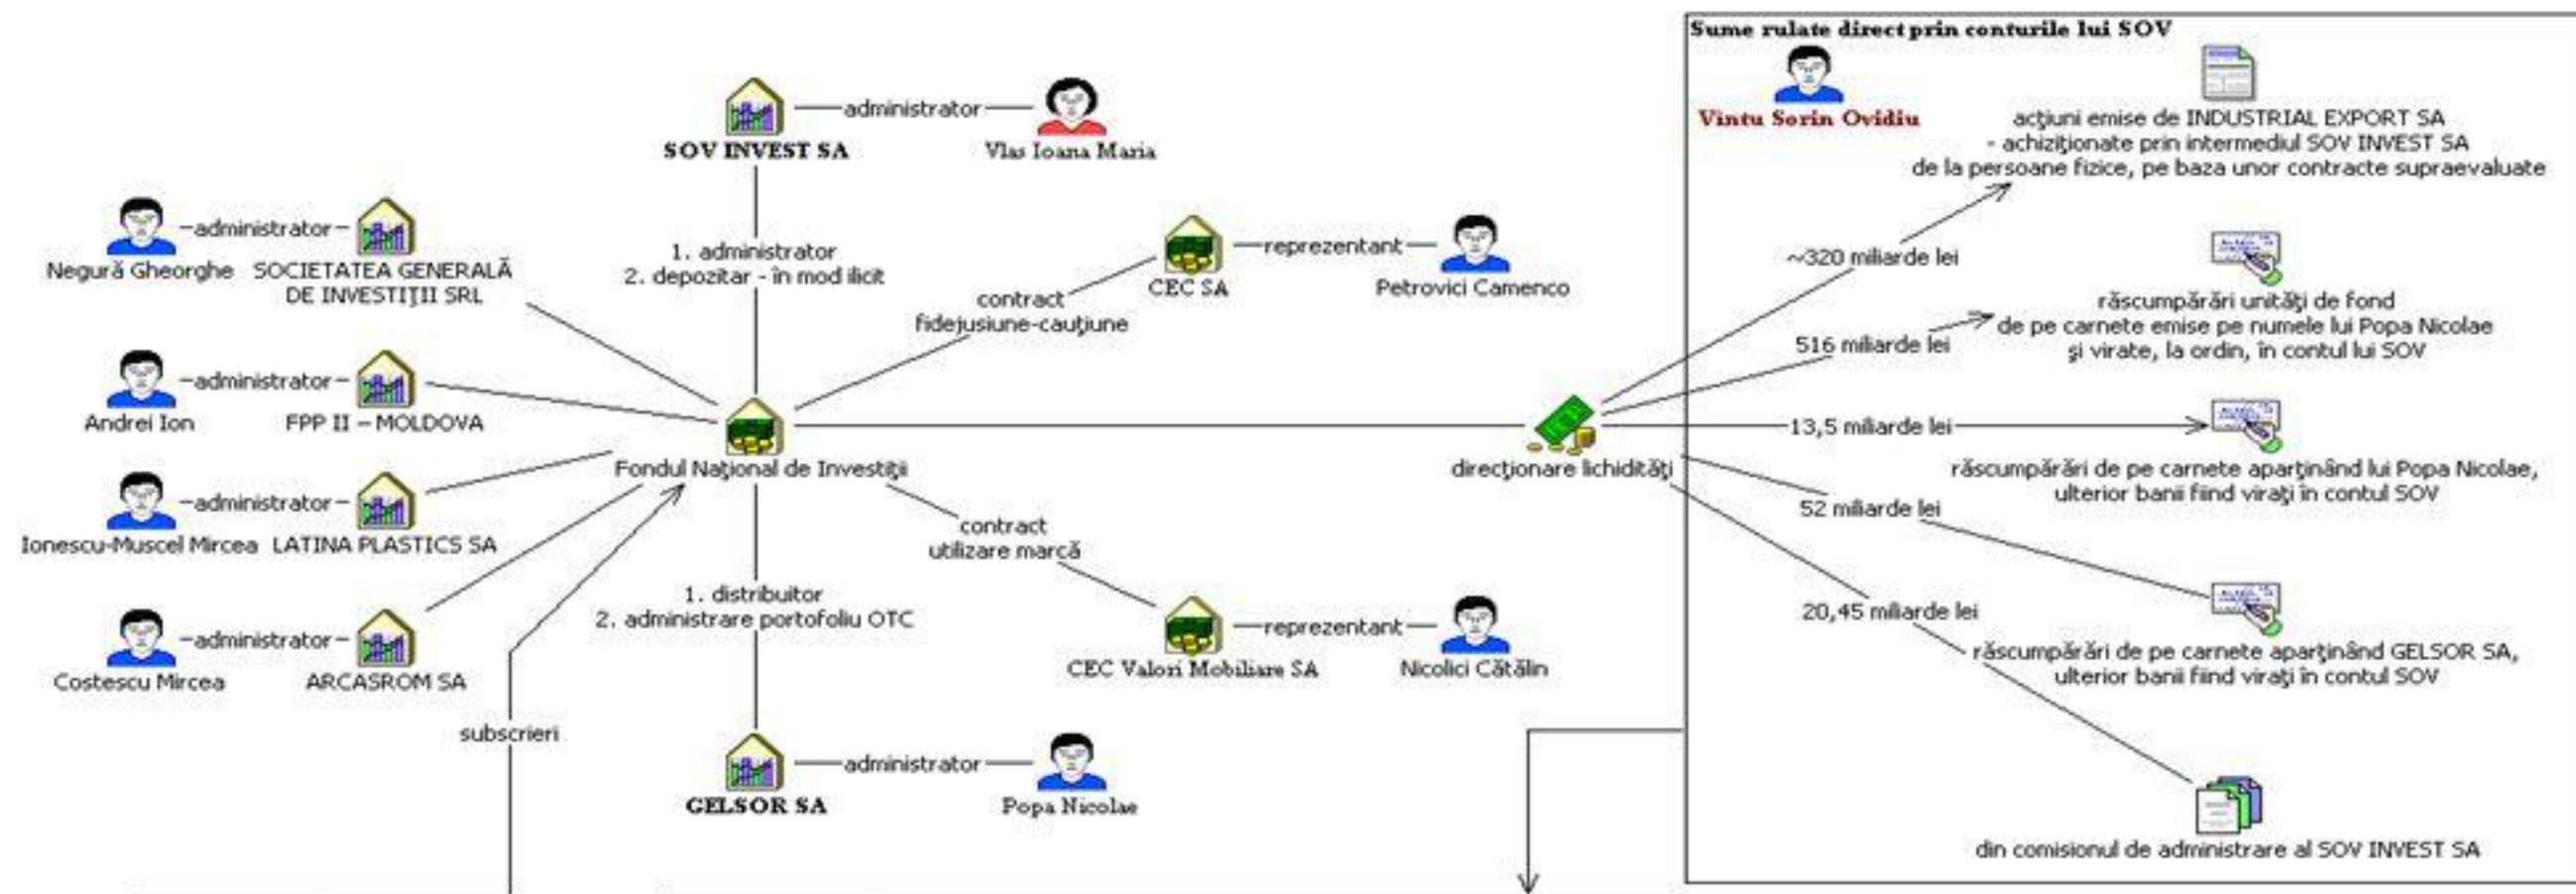 Sume rulate direct prin conturile lui SOV
Vintu Sorin Ovidiu
acţiuni emise de INDUSTRIAL EXPORT SA
- achiziţionate prin intermediul SOV INVEST SA
de la persoane fizice, pe baza unor contracte supraevaluate
administrator
SOV INVEST SA
Vlas Ioana Maria
administrator
Negură Gheorghe
SOCIETATEA GENERALĂ
DE INVESTIŢII SRL
1. administrator
2. depozitar - în mod ilicit
reprezentant
CEC SA
Petrovici Camenco
contract
fidejusiune-cauţiune
~320 miliarde lei
răscumpărări unităţi de fond
de pe carnete emise pe numele lui Popa Nicolae
şi virate, la ordin, în contul lui SOV
516 miliarde lei
administrator
Andrei Ion
FPP II – MOLDOVA
Fondul Naţional de Investiţii
direcţionare lichidităţi
13,5 miliarde lei
răscumpărări de pe carnete aparţinând lui Popa Nicolae,
ulterior banii fiind viraţi în contul SOV
administrator
Ionescu-Muscel Mircea
LATINA PLASTICS SA
contract
utilizare marcă
52 miliarde lei
administrator
Costescu Mircea
ARCASROM SA
1. distribuitor
2. administrare portofoliu OTC
reprezentant
CEC Valori Mobiliare SA
Nicolici Cătălin
20,45 miliarde lei
răscumpărări de pe carnete aparţinând GELSOR SA,
ulterior banii fiind viraţi în contul SOV
subscrieri
administrator
GELSOR SA
Popa Nicolae
din comisionul de administrare al SOV INVEST SA